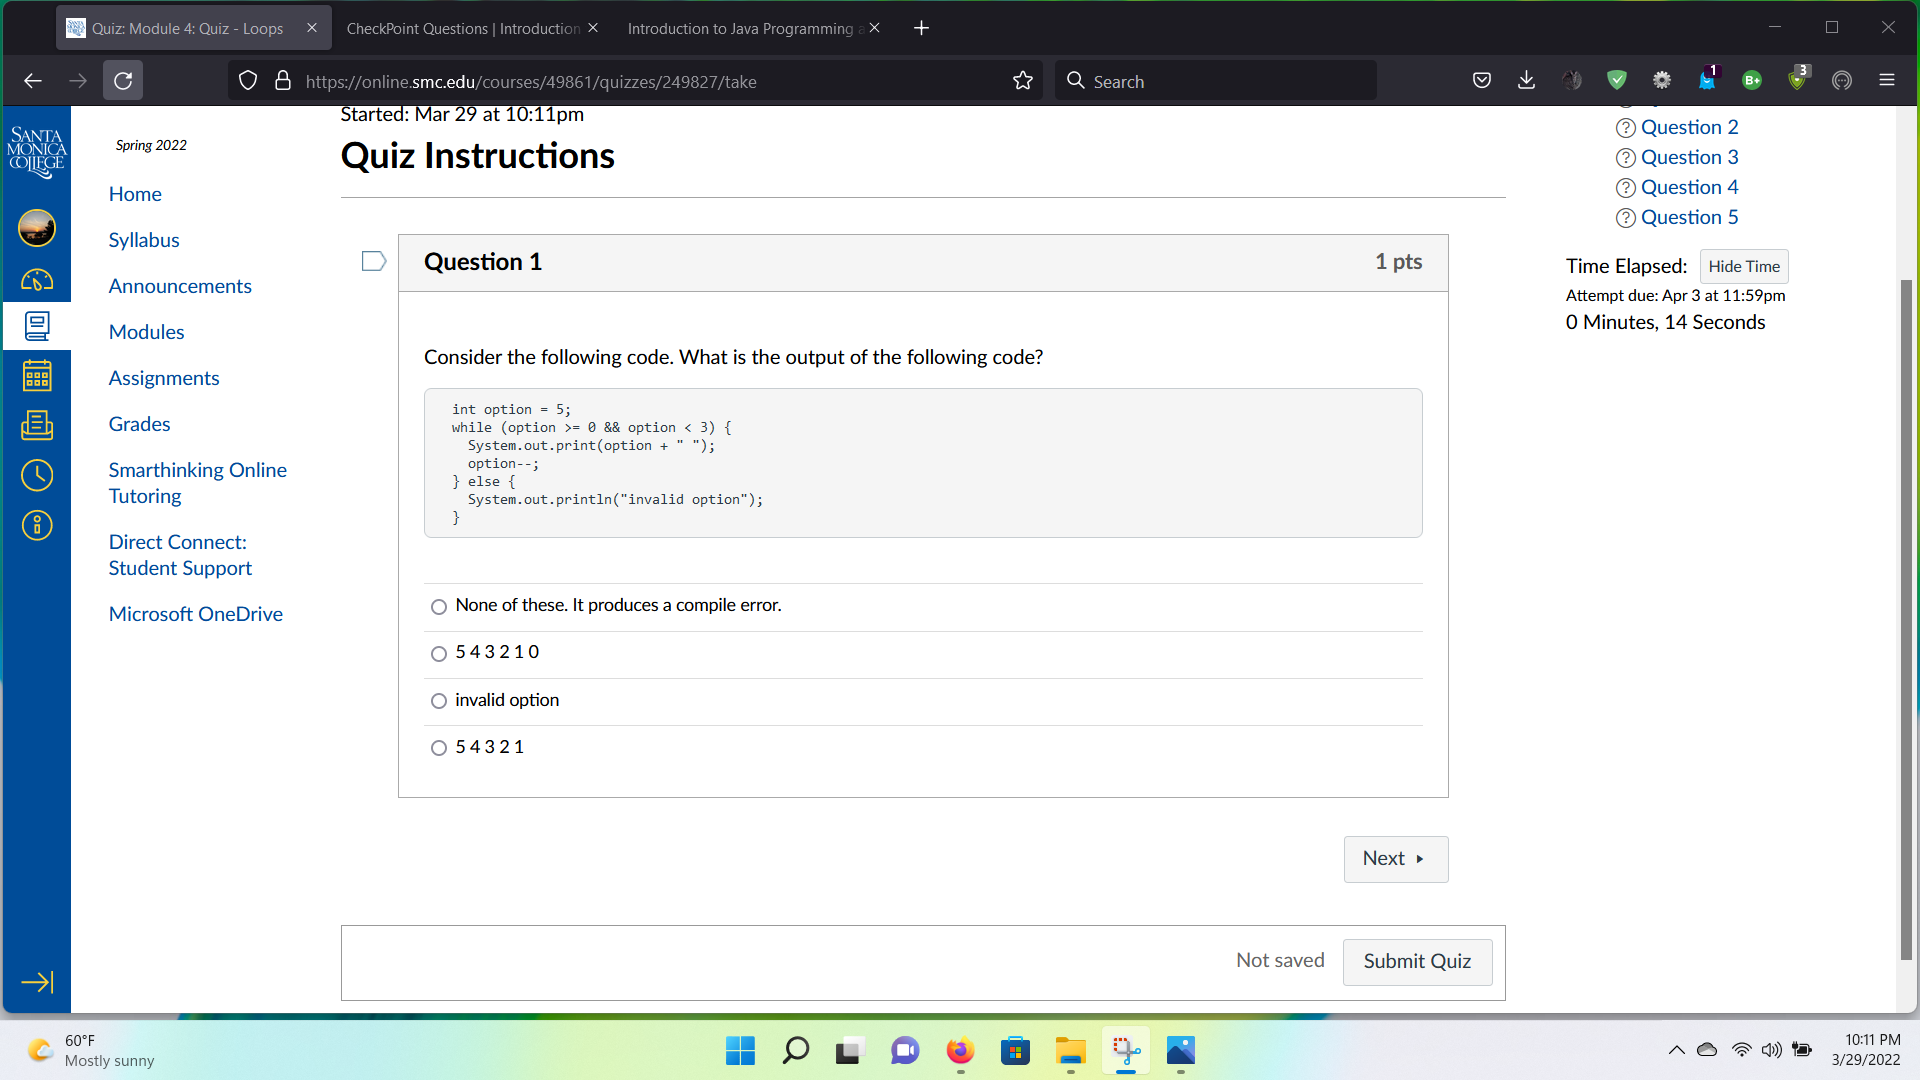 Quiz: Module 4: Quiz - Loops
CheckPoint Questions | Introduction
Introduction to Java Programming a
https://online.smc.edu/courses/49861/quizzes/249827/take
Search
1
B+
3
SANTA
MONICA
COLLEGE
Spring 2022
Home
Syllabus
Announcements
Modules
Assignments
Grades
Smarthinking Online
Tutoring
Direct Connect:
Student Support
Microsoft OneDrive
Started: Mar 29 at 10:11pm
Quiz Instructions
Question 1
1 pts
Consider the following code. What is the output of the following code?
int option = 5;
while (option >= 0 && option < 3) {
System.out.print(option + " ");
option--;
} else {
System.out.println("invalid option");
}
None of these. It produces a compile error.
5 4 3 2 1 0
invalid option
5 4 3 2 1
Next
Not saved
Submit Quiz
Question 2
Question 3
Question 4
Question 5
Time Elapsed:
Hide Time
Attempt due: Apr 3 at 11:59pm
0 Minutes, 14 Seconds
60°F
Mostly sunny
10:11 PM
3/29/2022